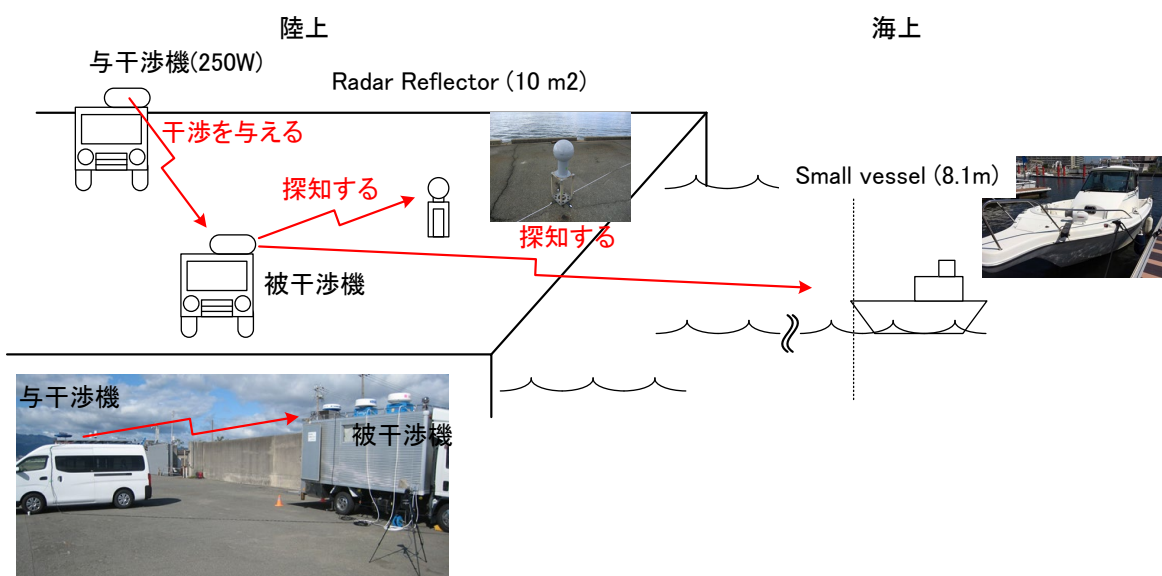 陸上
海上
与干渉機(250W)
Radar Reflector (10 m2)
干渉を与える
探知する
Small vessel (8.1m)
探知する
被干渉機
与干渉機
被干渉機